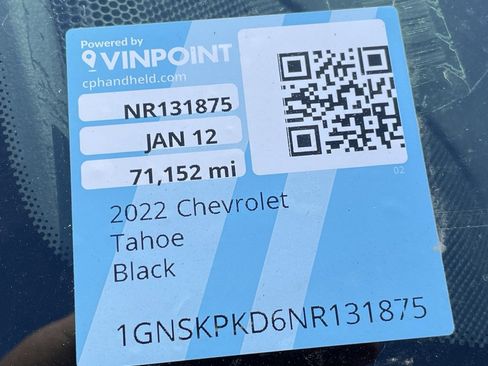 Powered by
VINPOINT
cphandheld.com
NR131875
JAN 12
71,152 mi
02
2022 Chevrolet
Tahoe
Black
1GNSKPKD6NR131875